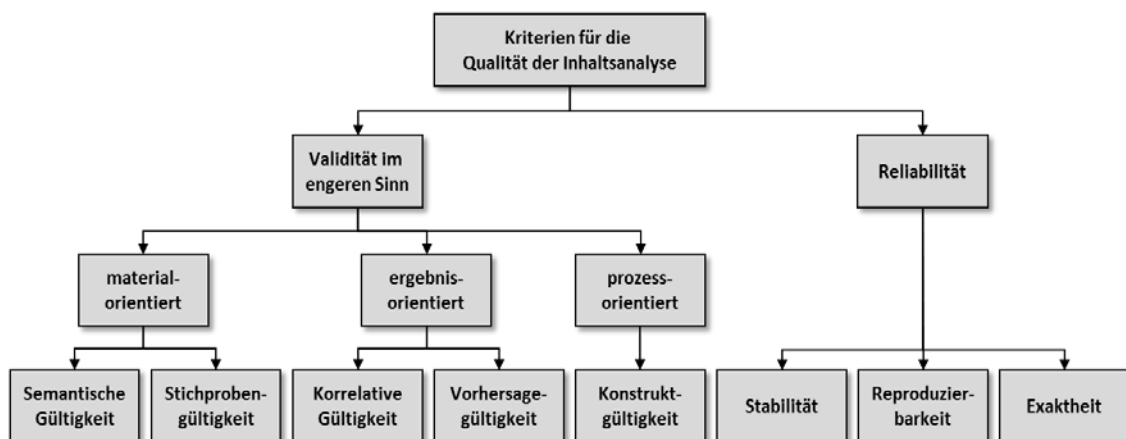 Kriterien für die
Qualität der Inhaltsanalyse
Validität im
engeren Sinn
Reliabilität
material-
orientiert
ergebnis-
orientiert
prozess-
orientiert
Semantische
Gültigkeit
Stichproben-
gültigkeit
Korrelative
Gültigkeit
Vorhersage-
gültigkeit
Konstrukt-
gültigkeit
Stabilität
Reproduzier-
barkeit
Exaktheit